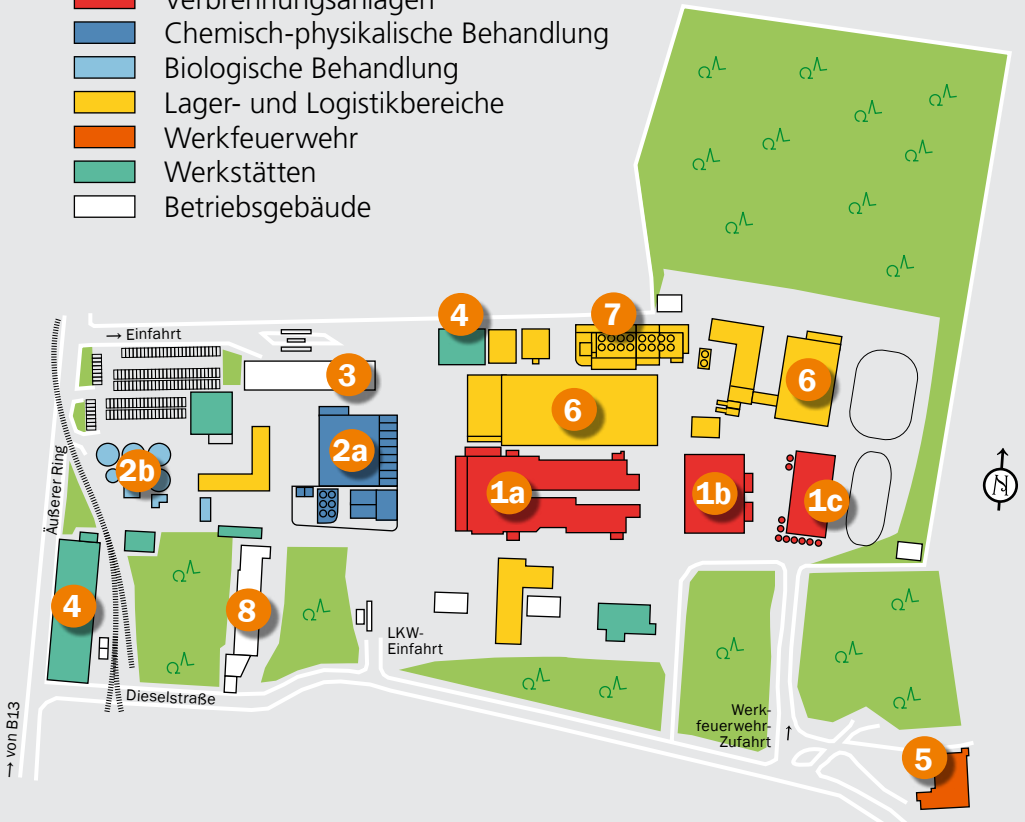 Verbrennungsanlagen
Chemisch-physikalische Behandlung
Biologische Behandlung
Lager- und Logistikbereiche
Werkfeuerwehr
Werkstätten
Betriebsgebäude
→ Einfahrt
4
7
3
6
6
2a
2b
1a
1b
1c
N
Äußerer Ring
4
8
LKW-
Einfahrt
Dieselstraße
→ von B13
Werk-
feuerwehr-
Zufahrt →
5